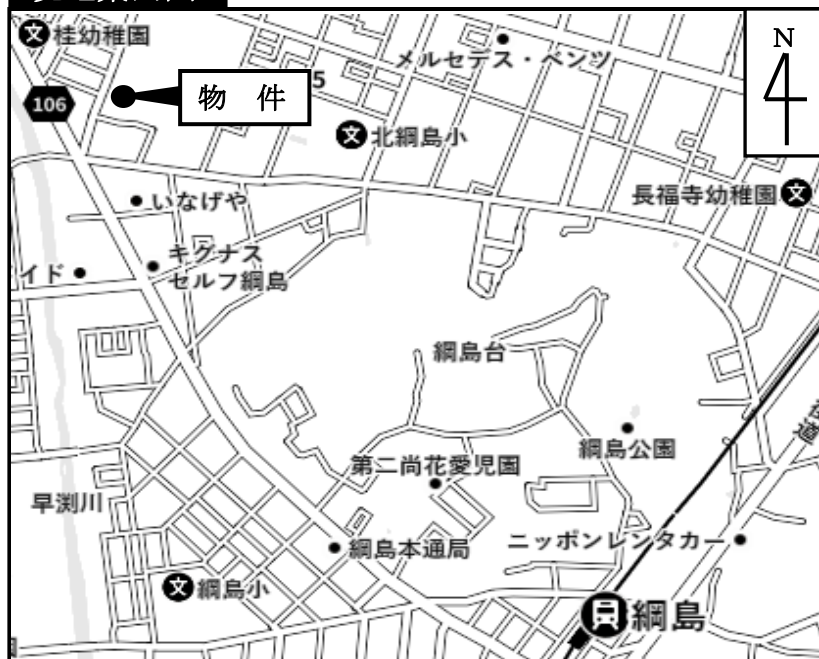 桂幼稚園
メルセデス・ベンツ
N
106
物 件
5
北綱島小
長福寺幼稚園
いなげや
キグナス
セルフ綱島
イド
綱島台
綱島公園
第二尚花愛児園
早渕川
綱島本通局
ニッポンレンタカー
綱島小
綱島
道